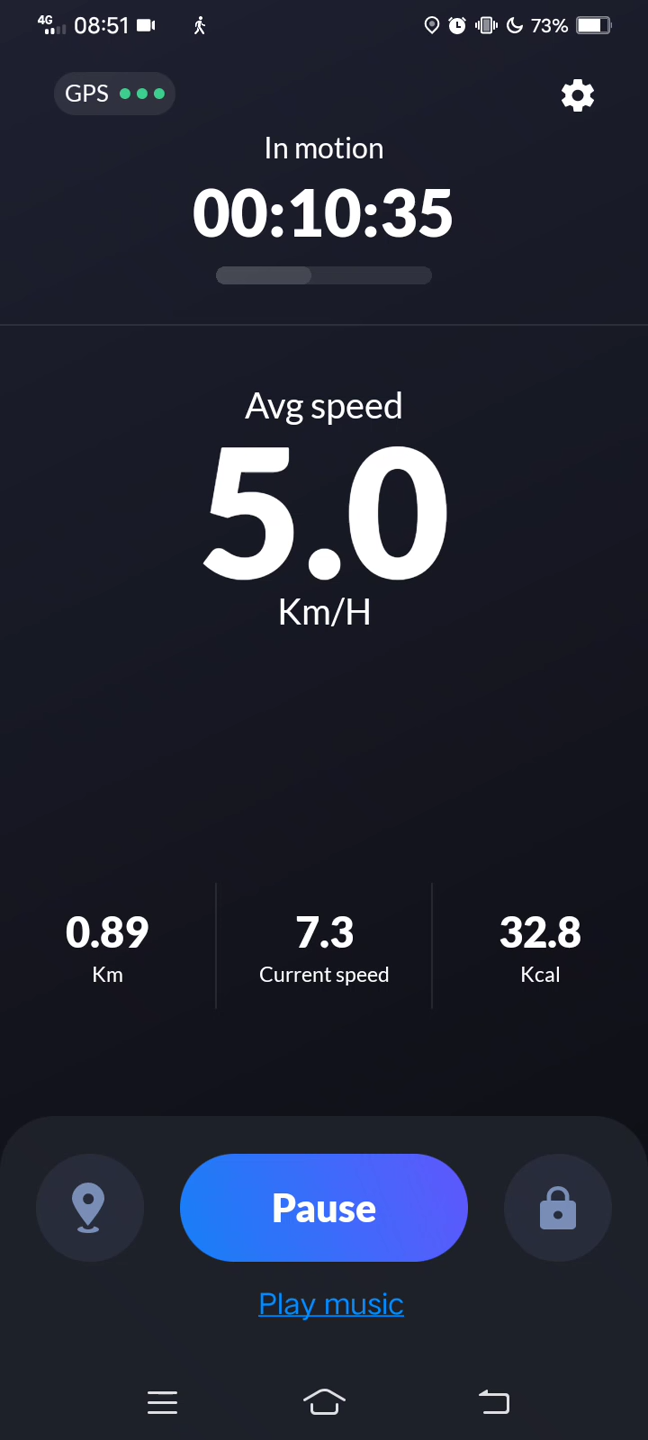 4G 08:51 73%
GPS
In motion
00:10:35
Avg speed
5.0
Km/H
0.89 7.3 32.8
Km Current speed Kcal
Pause
Play music